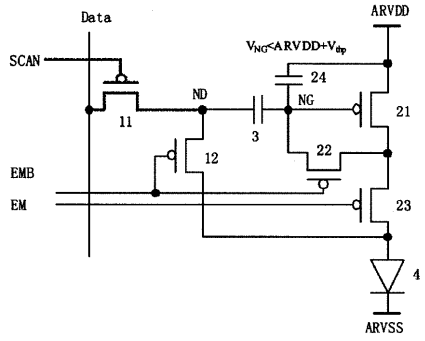 Data
ARVDD
V_NG<ARVDD+V_thp
SCAN
24
ND
NG
21
11
3
12
22
EMB
EM
23
4
ARVSS